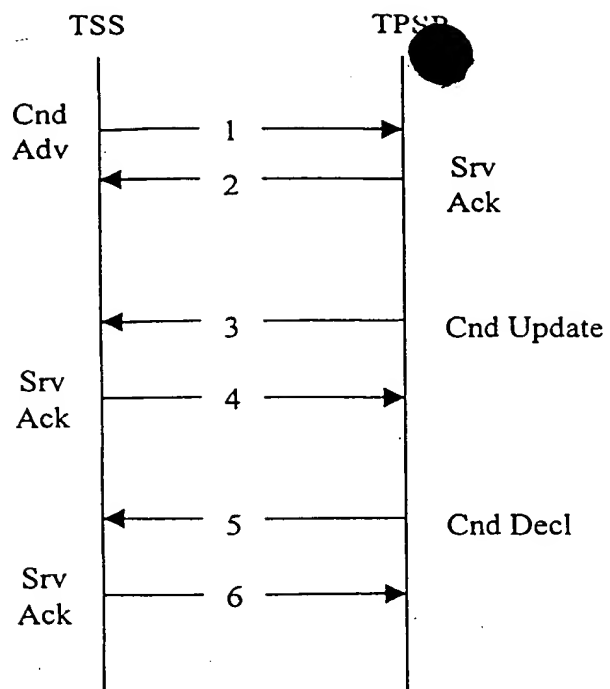 TSS
Cnd
Adv
1
2
Srv
Ack
3
Cnd Update
Srv
Ack
4
5
Cnd Decl
Srv
Ack
6